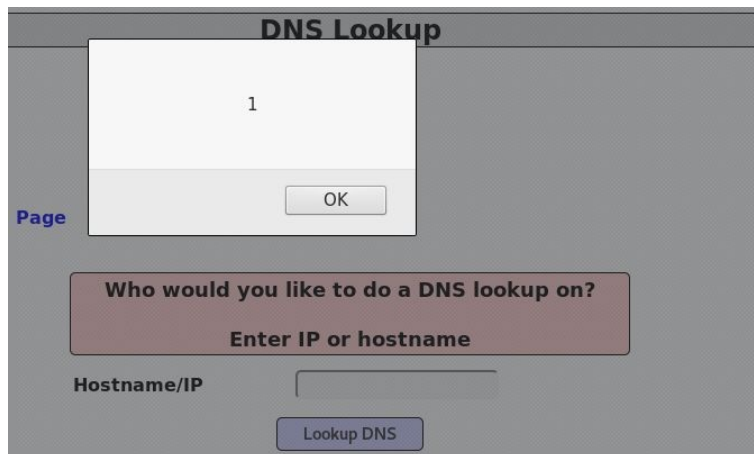 DNS Lookup
1
OK
Page
Who would you like to do a DNS lookup on?
Enter IP or hostname
Hostname/IP
Lookup DNS